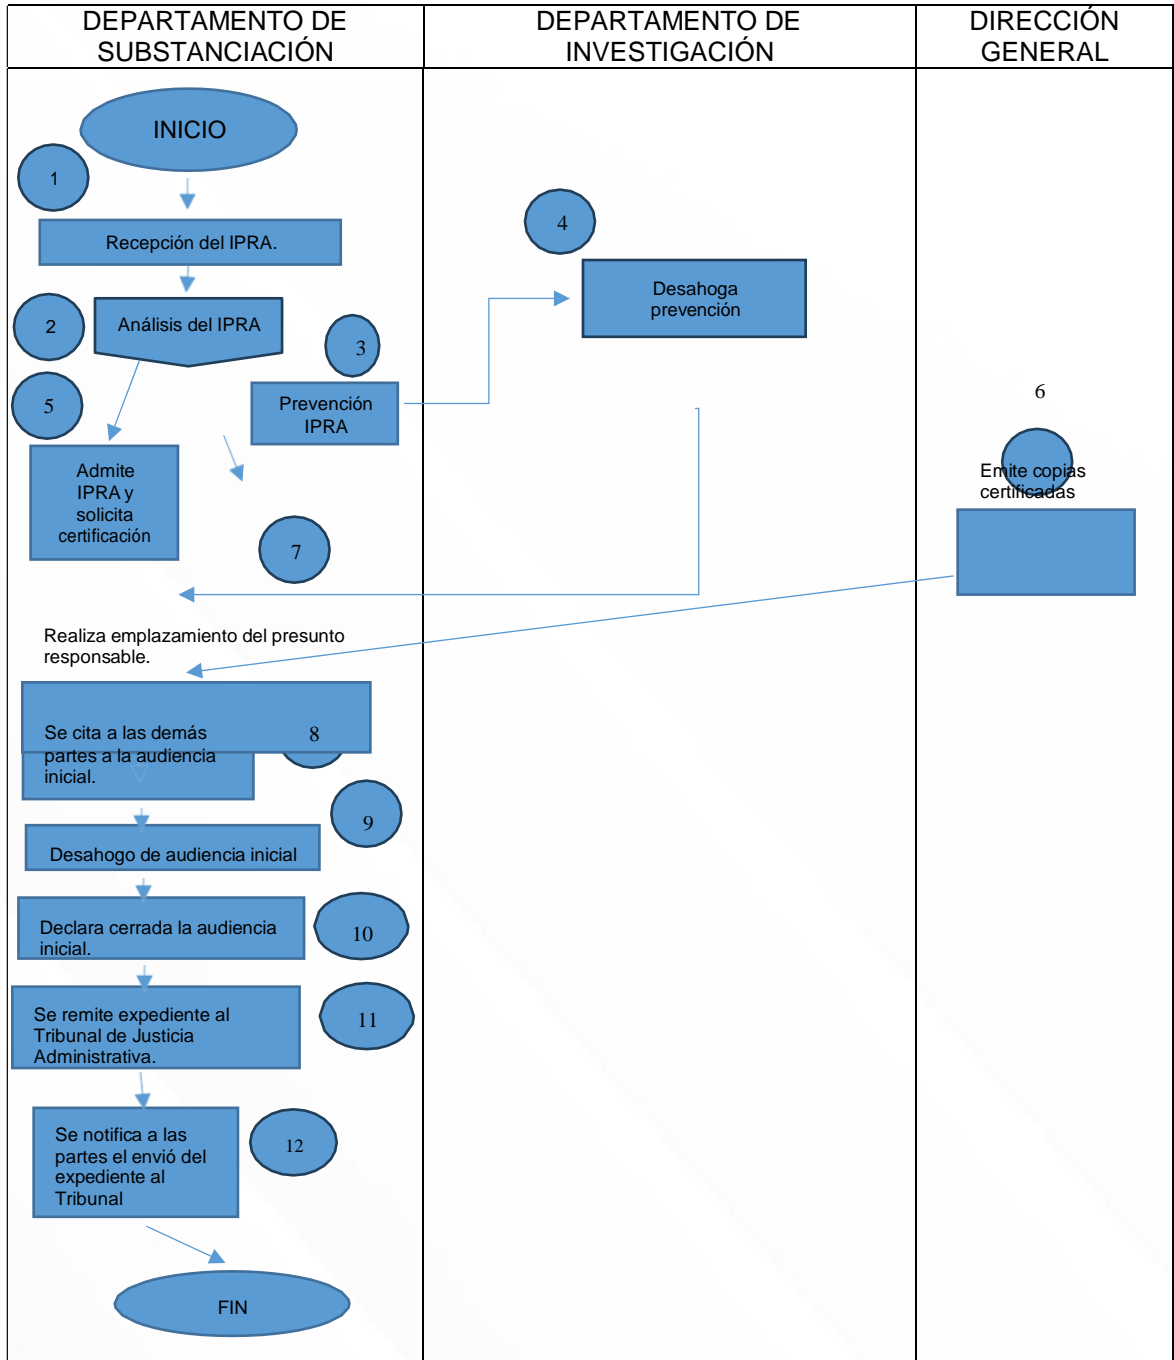 DEPARTAMENTO DE
SUBSTANCIACIÓN
DEPARTAMENTO DE
INVESTIGACIÓN
DIRECCIÓN
GENERAL
INICIO
1
Recepción del IPRA.
2
Análisis del IPRA
3
Prevención
IPRA
4
Desahoga
prevención
5
Admite
IPRA y
solicita
certificación
6
Emite copias
certificadas
7
Realiza emplazamiento del presunto
responsable.
8
Se cita a las demás
partes a la audiencia
inicial.
9
Desahogo de audiencia inicial
10
Declara cerrada la audiencia
inicial.
11
Se remite expediente al
Tribunal de Justicia
Administrativa.
12
Se notifica a las
partes el envió del
expediente al
Tribunal
FIN